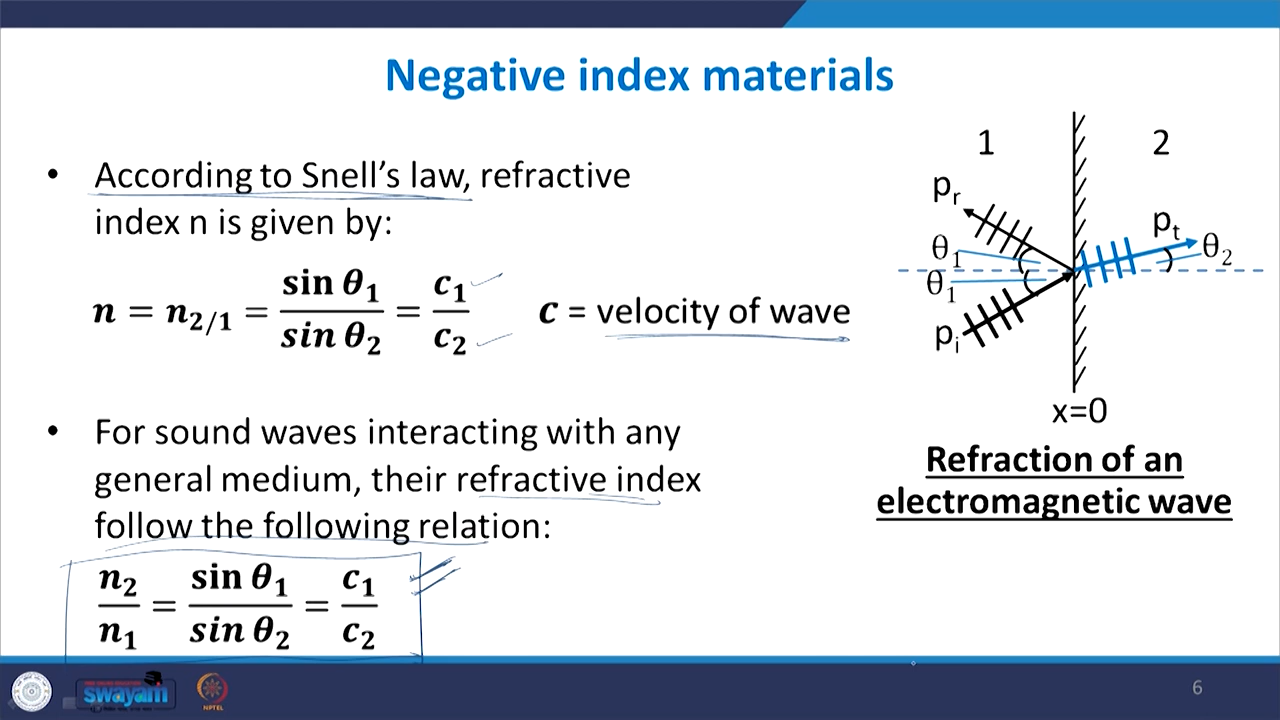 Negative index materials
• According to Snell's law, refractive
index n is given by:
n = n₂/₁ = sin θ₁ / sin θ₂ = c₁ / c₂
c = velocity of wave
• For sound waves interacting with any
general medium, their refractive index
follow the following relation:
n₂ / n₁ = sin θ₁ / sin θ₂ = c₁ / c₂
1 2
pᵣ
pₜ
θ₁
θ₂
θ₁
pᵢ
x=0
Refraction of an
electromagnetic wave
swayam
NPTEL
6